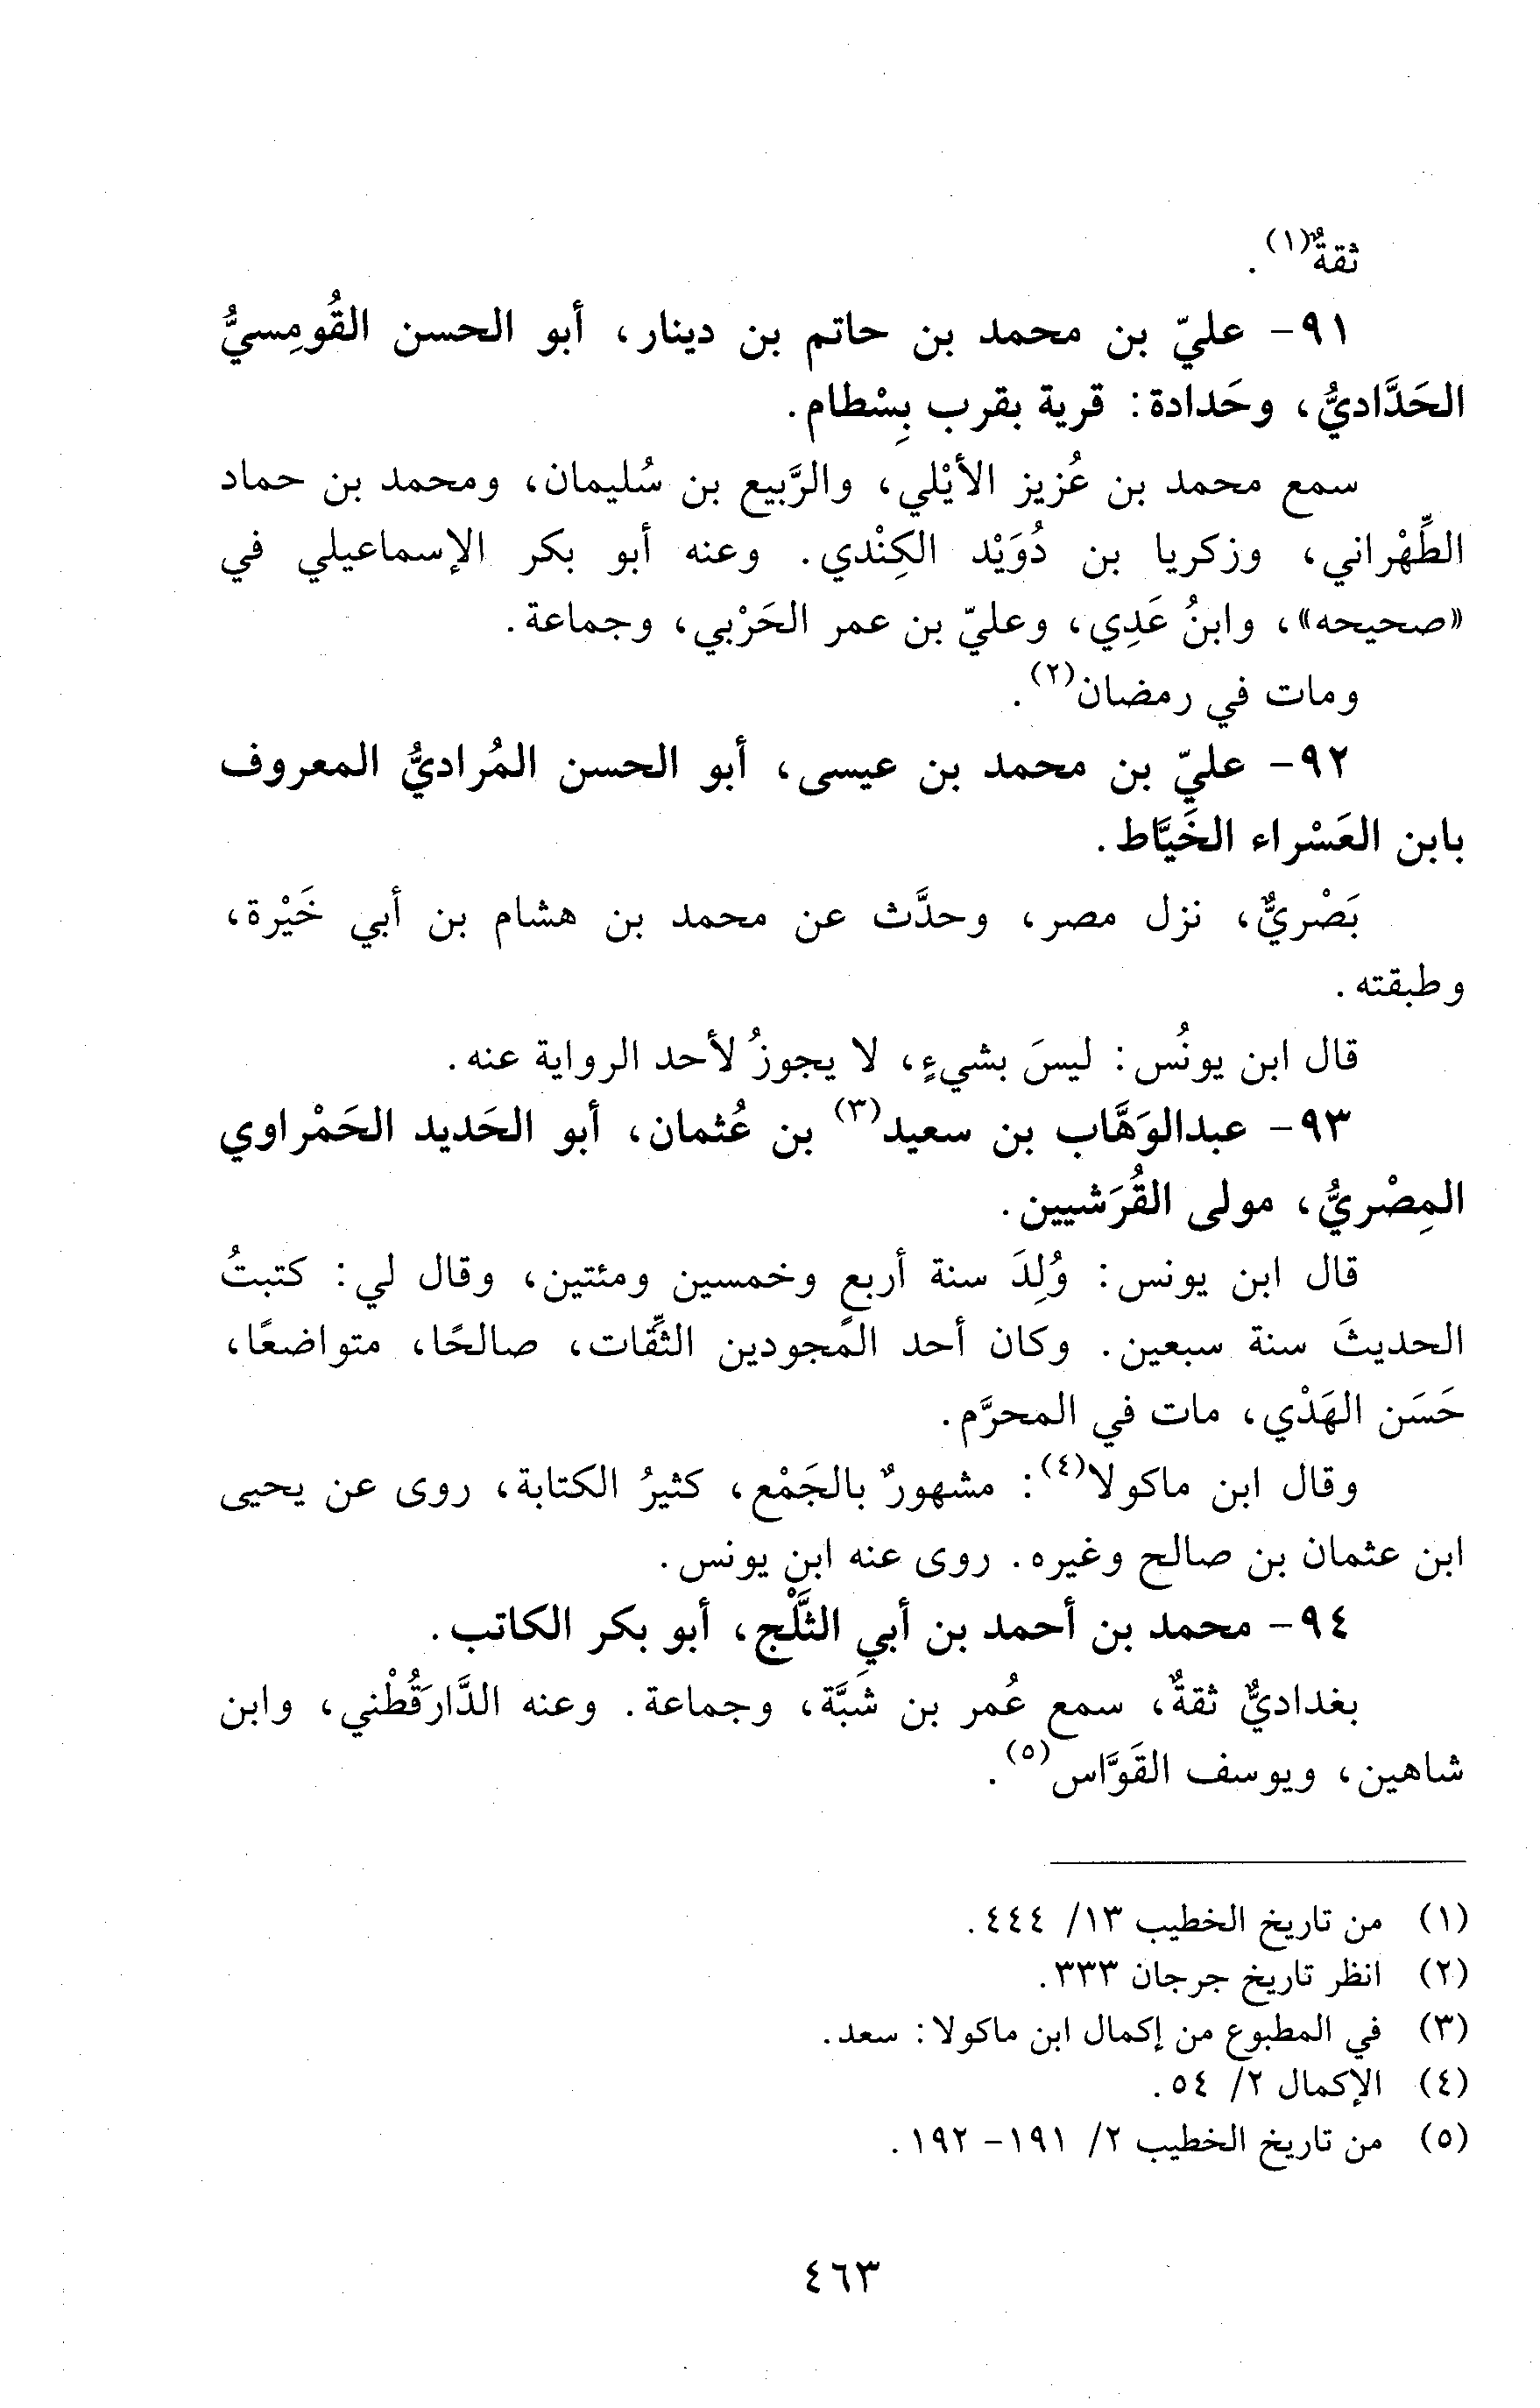 ثقةٌ(١).
٩١- عليّ بن محمد بن حاتم بن دينار، أبو الحسن القُومِسيُّ
الحَدَّاديُّ، وحَدادة: قرية بقرب بِسْطام.
سمع محمد بن عُزيز الأيْلي، والرَّبيع بن سُليمان، ومحمد بن حماد
الطِّهْراني، وزكريا بن دُوَيْد الكِنْدي. وعنه أبو بكر الإسماعيلي في
«صحيحه»، وابنُ عَدِي، وعليّ بن عمر الحَرْبي، وجماعة.
ومات في رمضان(٢).
٩٢- عليّ بن محمد بن عيسى، أبو الحسن المُراديُّ المعروف
بابن العَسْراء الخَيَّاط.
بَصْريٌّ، نزل مصر، وحدَّث عن محمد بن هشام بن أبي خَيْرة،
وطبقته.
قال ابن يونُس: ليسَ بشيءٍ، لا يجوزُ لأحد الرواية عنه.
٩٣- عبدالوَهَّاب بن سعيد(٣) بن عُثمان، أبو الحَديد الحَمْراوي
المِصْريُّ، مولى القُرَشيين.
قال ابن يونس: وُلِدَ سنة أربعٍ وخمسين ومئتين، وقال لي: كتبتُ
الحديثَ سنة سبعين. وكان أحد المجودين الثِّقات، صالحًا، متواضعًا،
حَسَن الهَدْي، مات في المحرَّم.
وقال ابن ماكولا(٤): مشهورٌ بالجَمْع، كثيرُ الكتابة، روى عن يحيى
ابن عثمان بن صالح وغيره. روى عنه ابن يونس.
٩٤- محمد بن أحمد بن أبي الثَّلْج، أبو بكر الكاتب.
بغداديٌّ ثقةٌ، سمع عُمر بن شَبَّة، وجماعة. وعنه الدَّارَقُطْني، وابن
شاهين، ويوسف القَوَّاس(٥).
(١) من تاريخ الخطيب ١٣/ ٤٤٤.
(٢) انظر تاريخ جرجان ٣٣٣.
(٣) في المطبوع من إكمال ابن ماكولا: سعد.
(٤) الإكمال ٢/ ٥٤.
(٥) من تاريخ الخطيب ٢/ ١٩١- ١٩٢.
٤٦٣